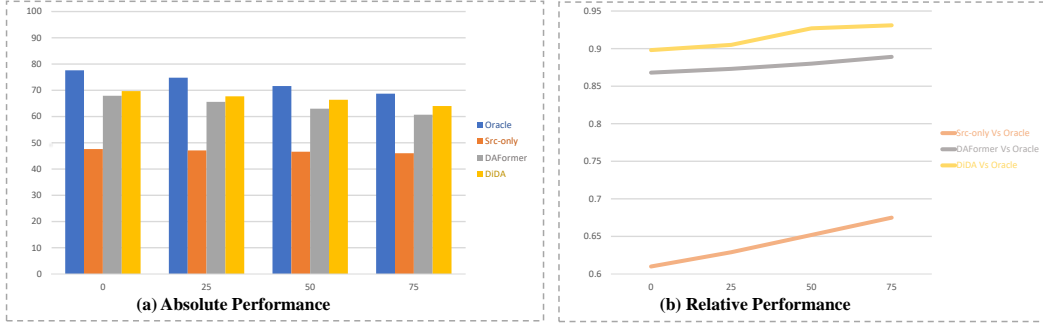 100
90
80
70
60
50
40
30
20
10
0
0 25 50 75
Oracle
Src-only
DAFormer
DiDA
(a) Absolute Performance
0.95
0.9
0.85
0.8
0.75
0.7
0.65
0.6
0 25 50 75
Src-only Vs Oracle
DAFormer Vs Oracle
DiDA Vs Oracle
(b) Relative Performance